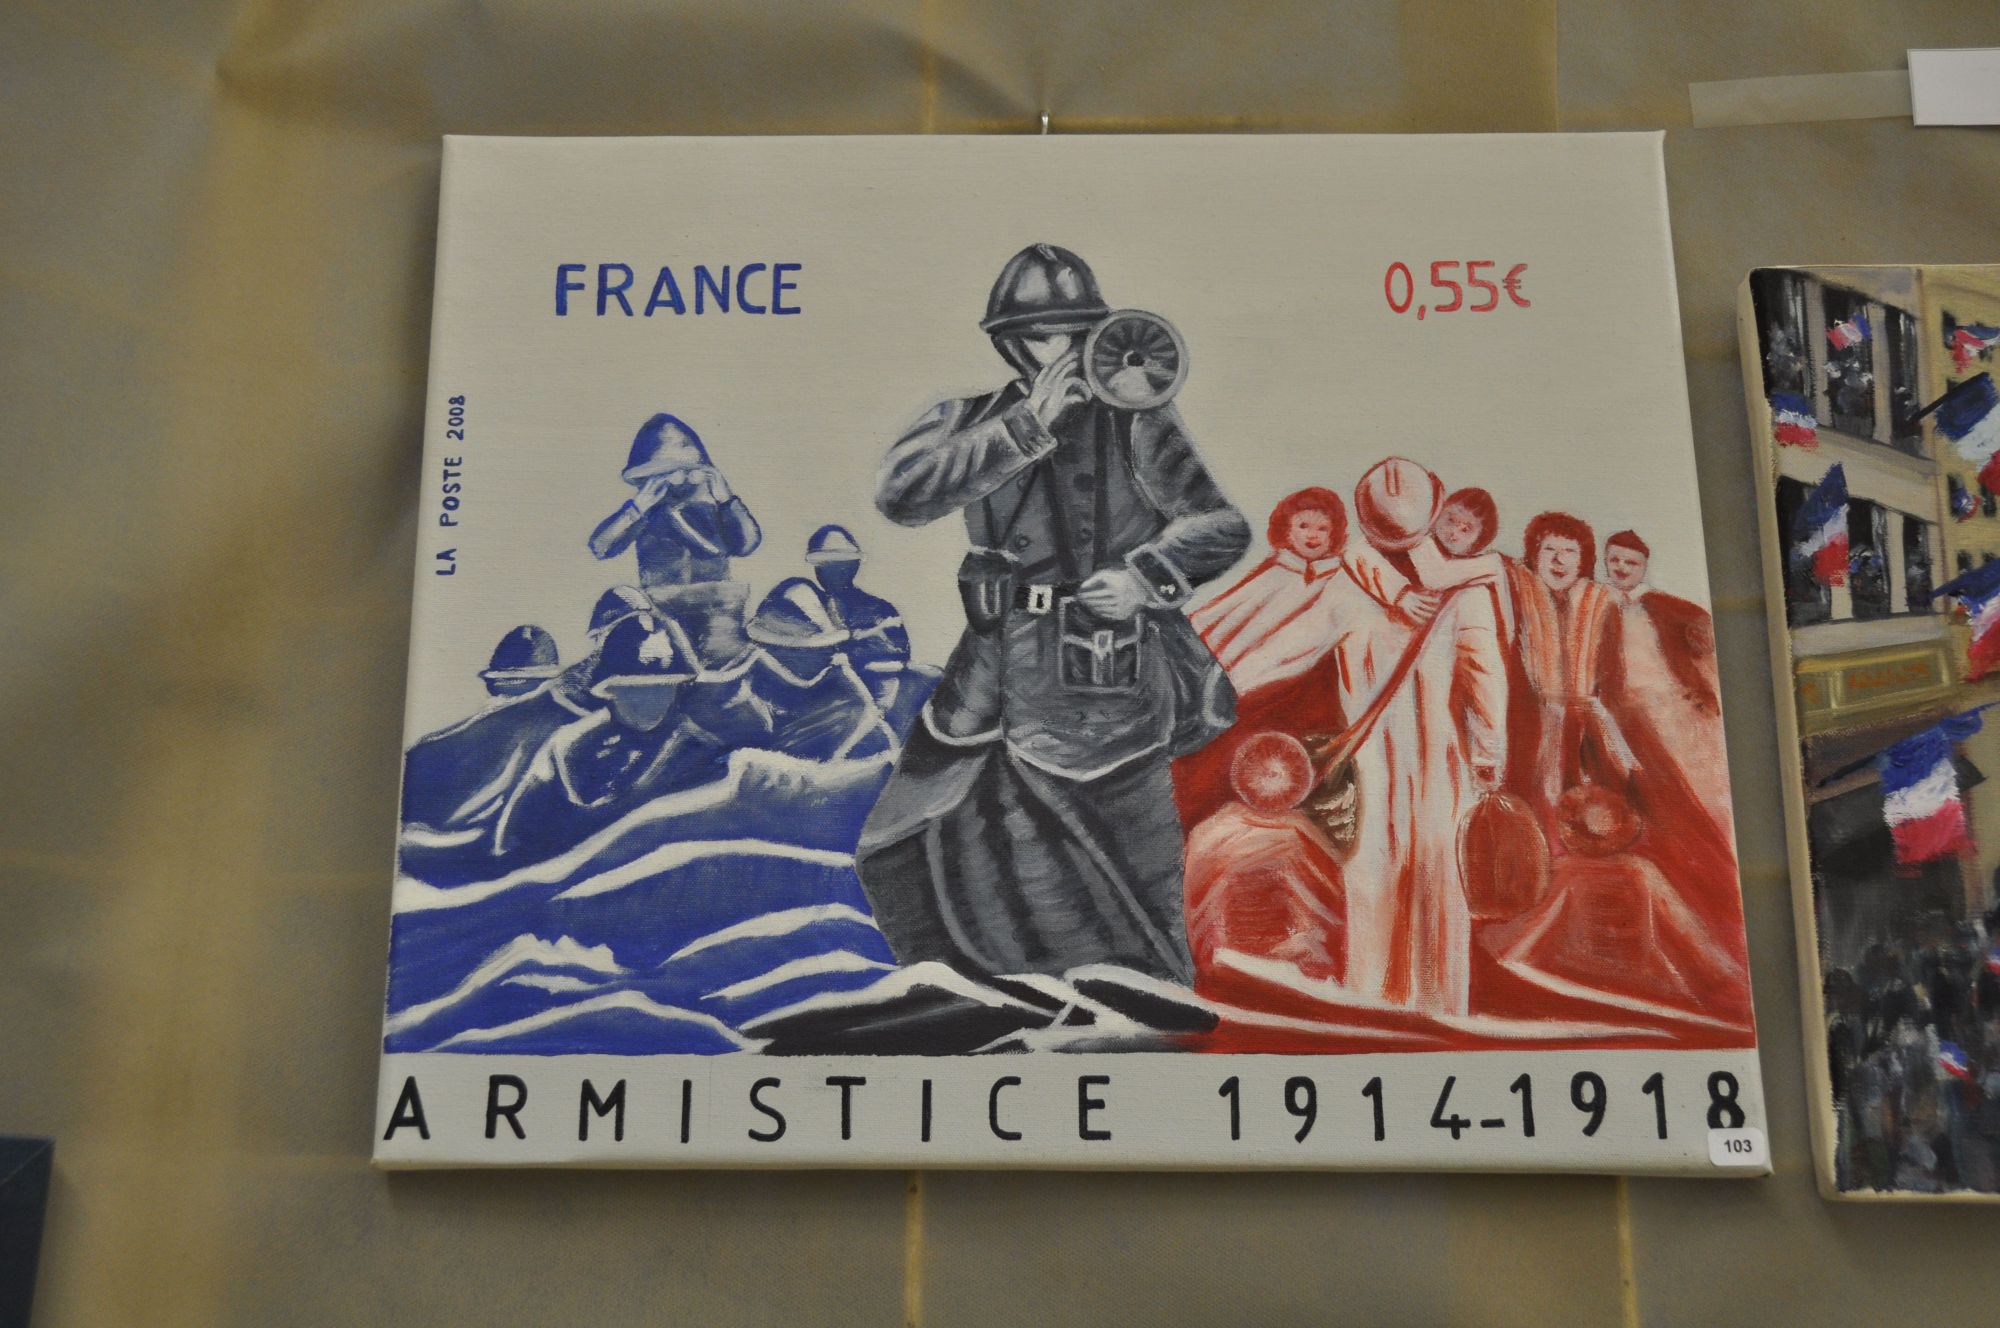 FRANCE
0,55€
LA POSTE 2008
ARMISTICE 1914-1918
103